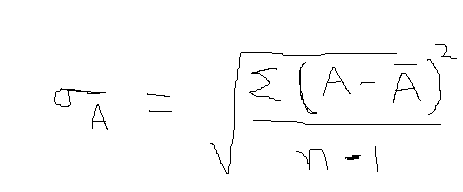 σ_A = √(Σ(A - A̅)² / (n - 1))